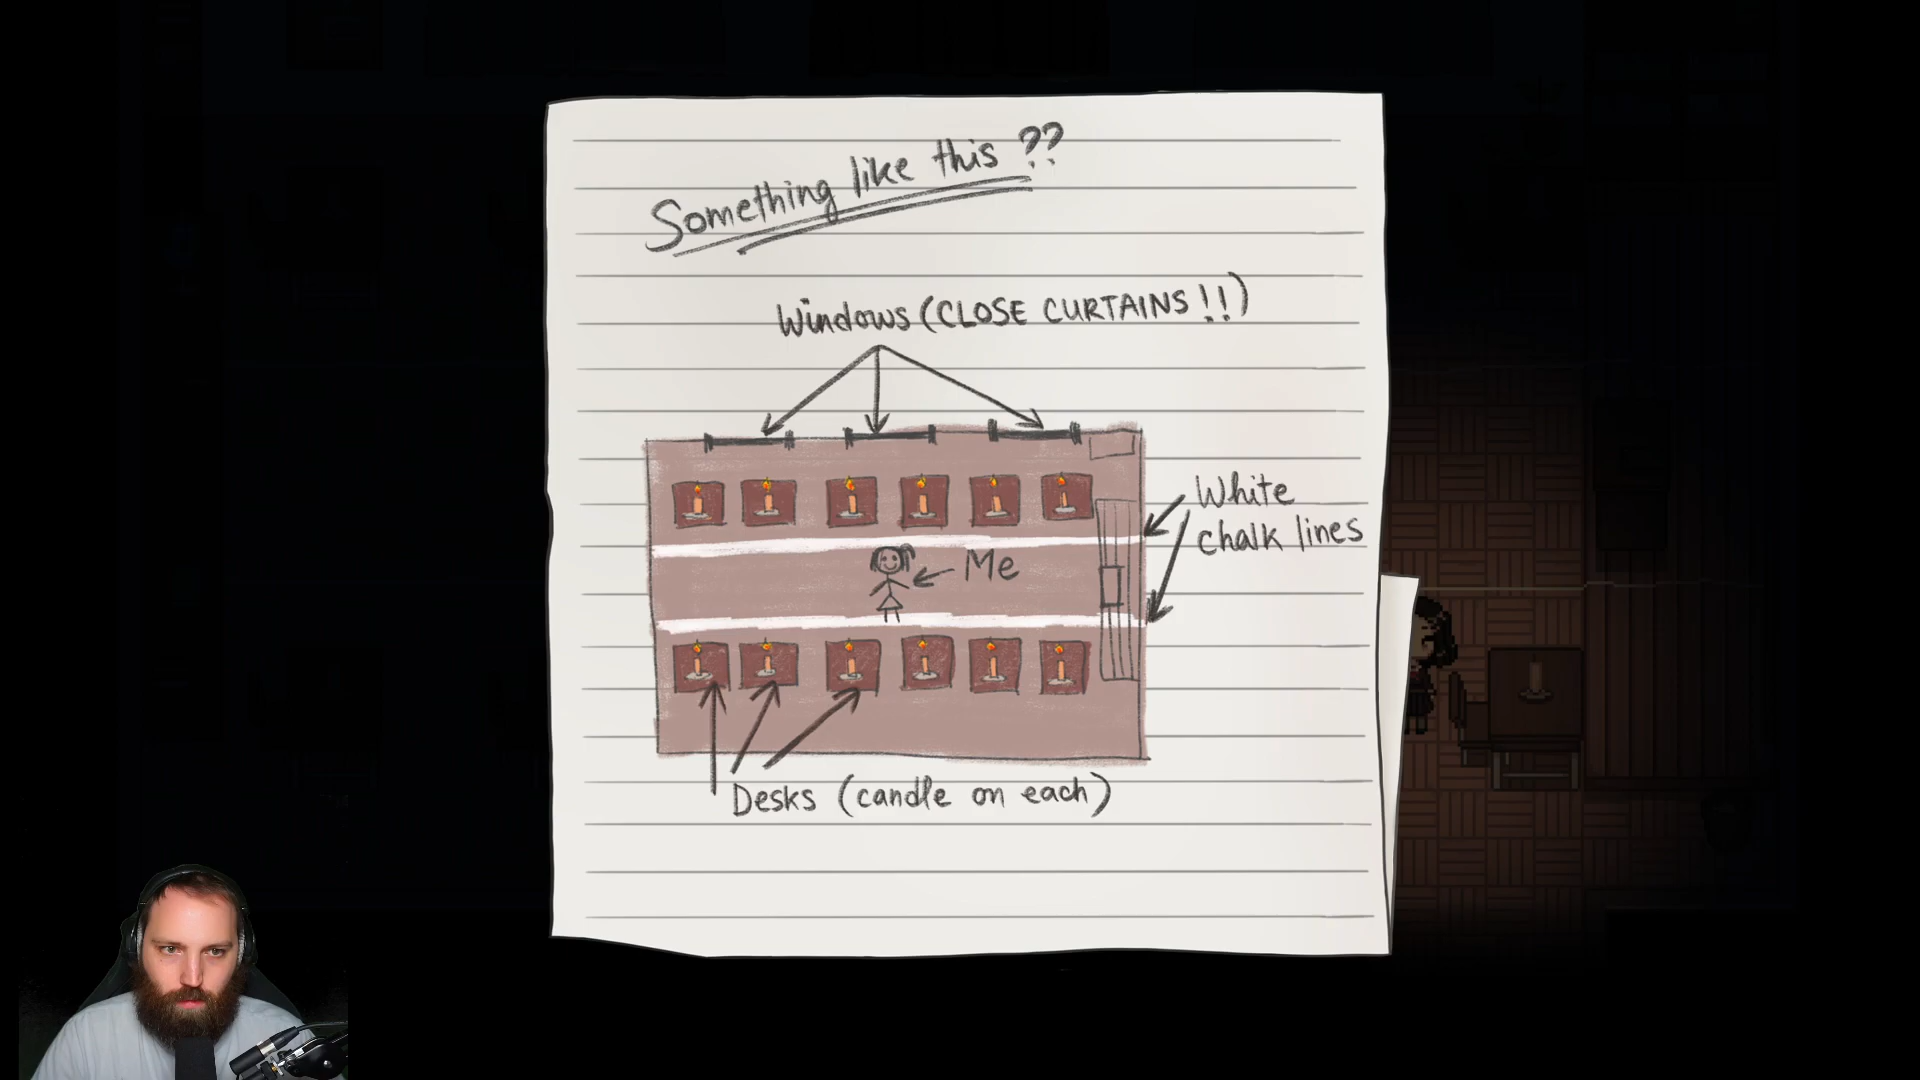 Something like this ??
Windows (CLOSE CURTAINS !!)
White
chalk lines
Me
Desks (candle on each)